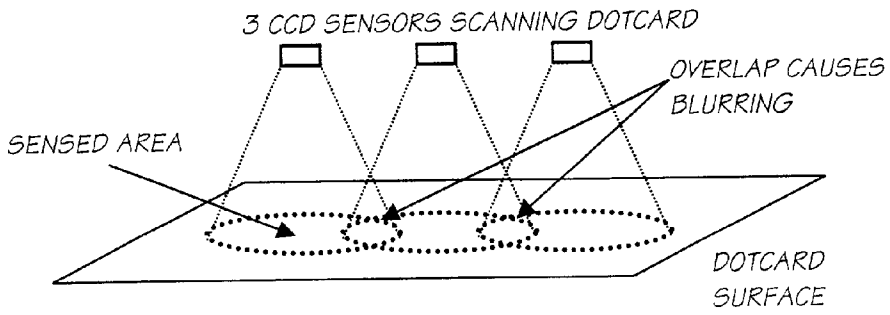 3 CCD SENSORS SCANNING DOTCARD
OVERLAP CAUSES
BLURRING
SENSED AREA
DOTCARD
SURFACE